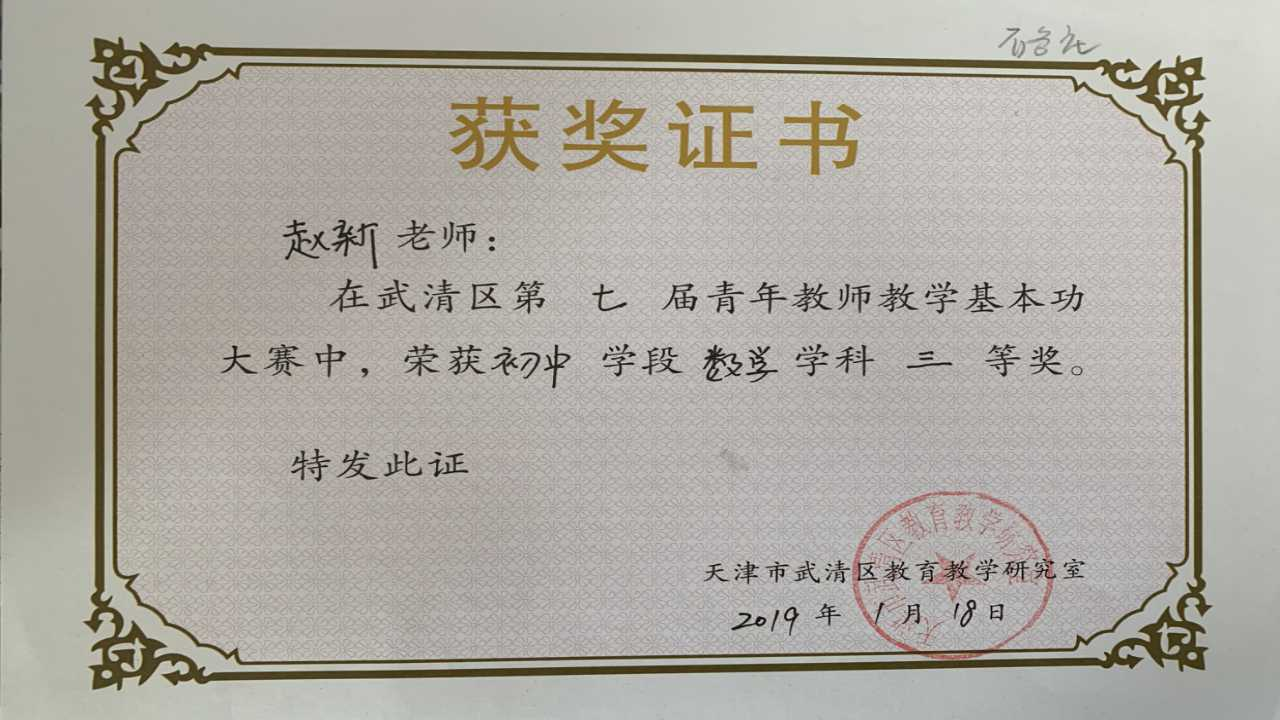 获奖证书
赵新老师：
在武清区第 七 届青年教师教学基本功
大赛中，荣获初中 学段 数学 学科 三 等奖。
特发此证
天津市武清区教育教学研究室
2019 年 1 月 18 日